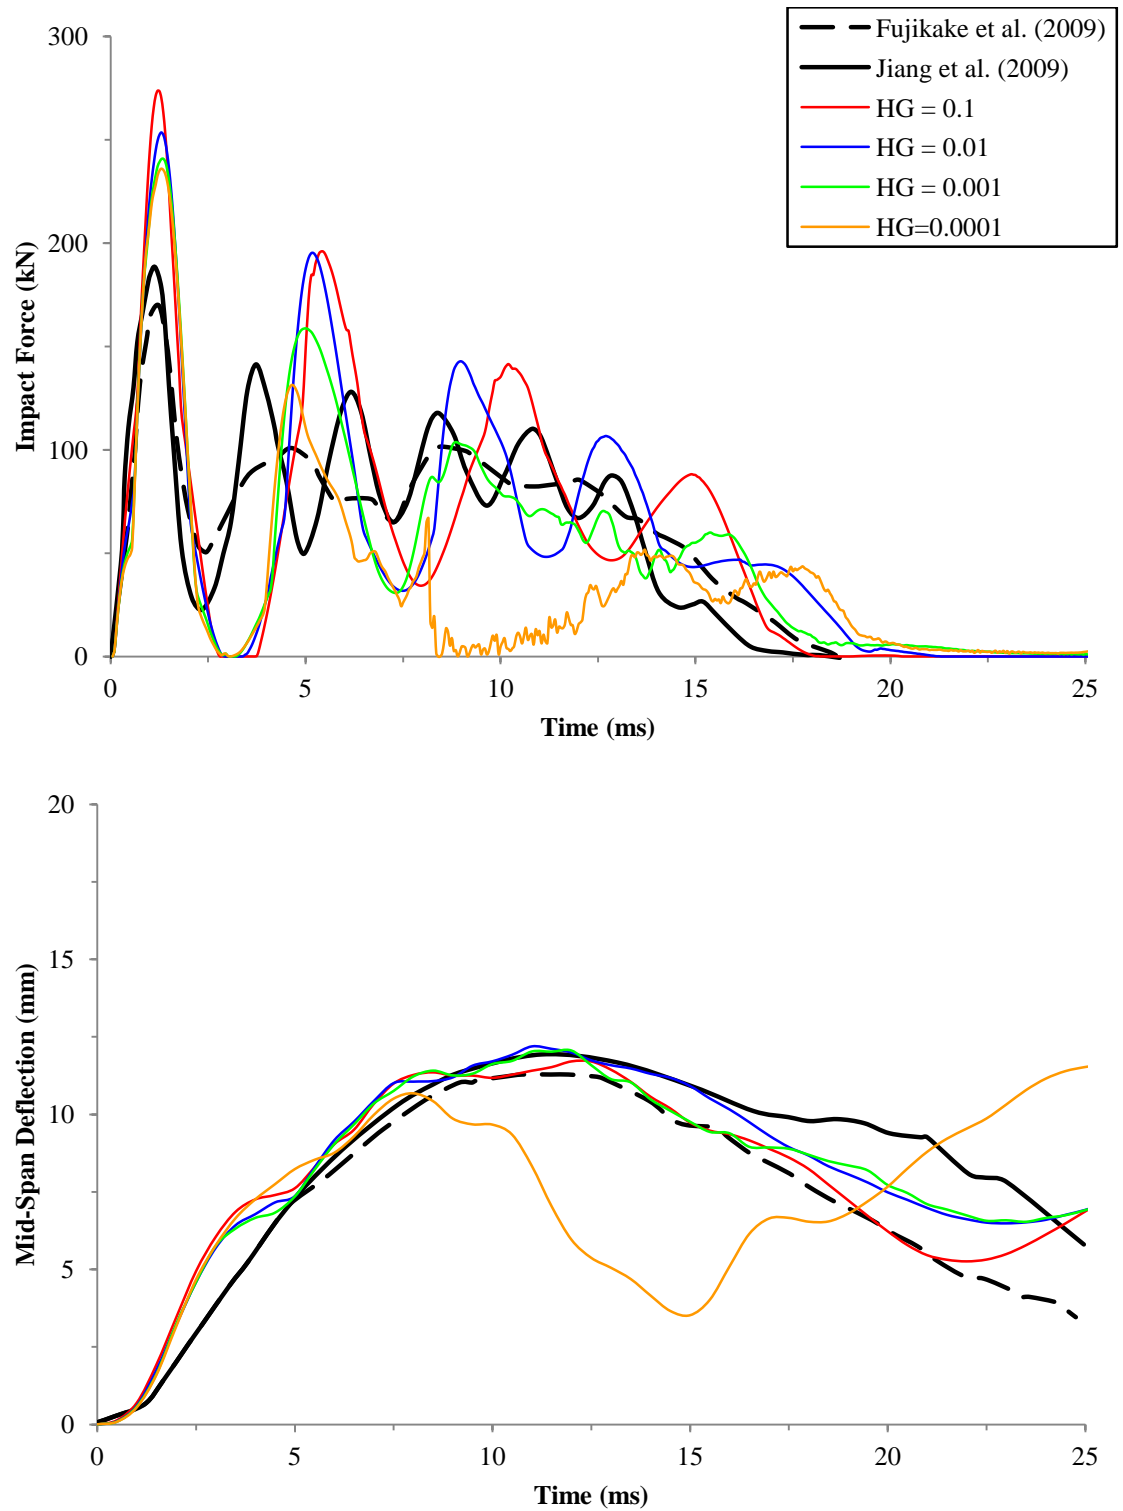 Fujikake et al. (2009)
Jiang et al. (2009)
HG = 0.1
HG = 0.01
HG = 0.001
HG=0.0001
300
200
100
0
Impact Force (kN)
0 5 10 15 20 25
Time (ms)
20
15
10
5
0
Mid-Span Deflection (mm)
0 5 10 15 20 25
Time (ms)